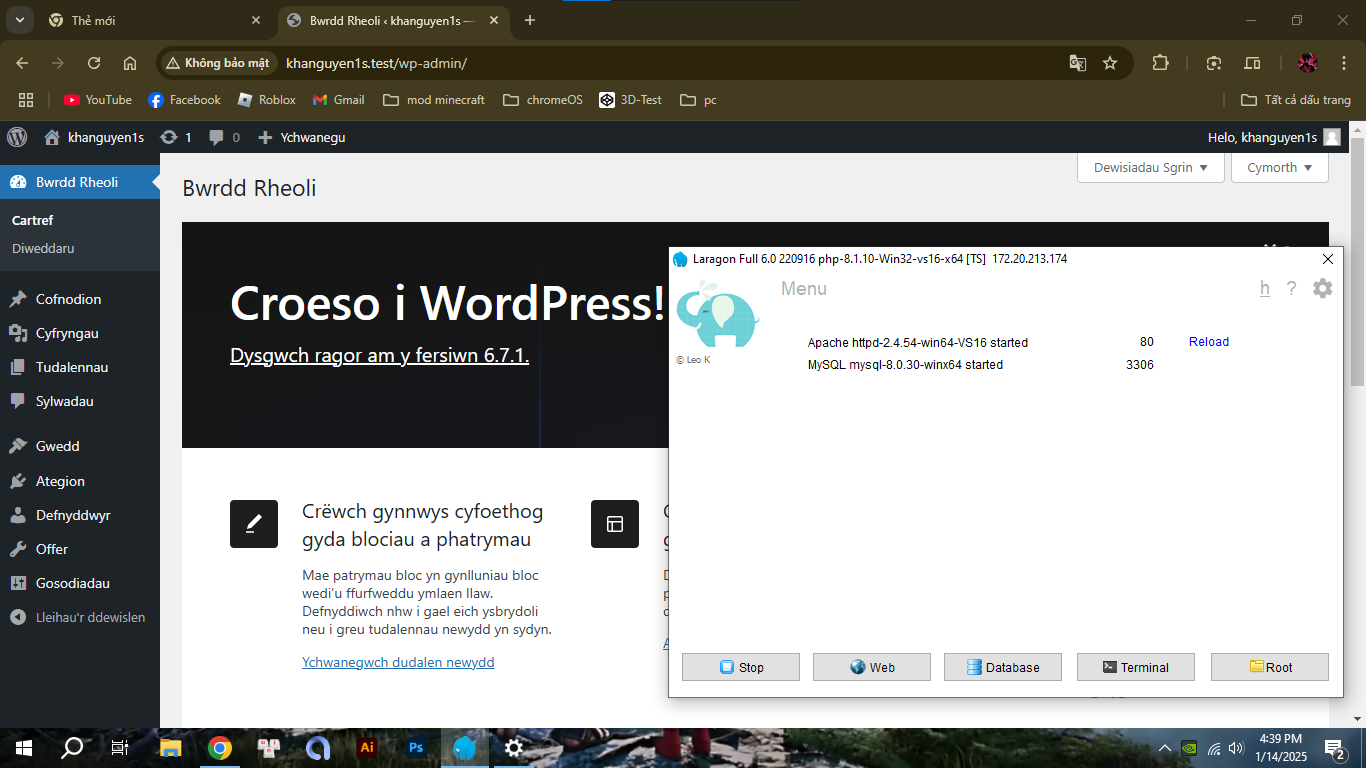 Thẻ mới
Bwrdd Rheoli ‹ khanguyen1s —
Không bảo mật
khanguyen1s.test/wp-admin/
YouTube
Facebook
Roblox
Gmail
mod minecraft
chromeOS
3D-Test
pc
Tất cả dấu trang
khanguyen1s
1
0
Ychwanegu
Helo, khanguyen1s
Bwrdd Rheoli
Cartref
Diweddaru
Cofnodion
Cyfryngau
Tudalennau
Sylwadau
Gwedd
Ategion
Defnyddwyr
Offer
Gosodiadau
Lleihau'r ddewislen
Bwrdd Rheoli
Dewisiadau Sgrin
Cymorth
Croeso i WordPress!
Dysgwch ragor am y fersiwn 6.7.1.
Crëwch gynnwys cyfoethog
gyda blociau a phatrymau
Mae patrymau bloc yn gynlluniau bloc
wedi'u ffurfweddu ymlaen llaw.
Defnyddiwch nhw i gael eich ysbrydoli
neu i greu tudalennau newydd yn sydyn.
Ychwanegwch dudalen newydd
Laragon Full 6.0 220916 php-8.1.10-Win32-vs16-x64 [TS] 172.20.213.174
Menu
h
?
© Leo K
Apache httpd-2.4.54-win64-VS16 started
80
Reload
MySQL mysql-8.0.30-winx64 started
3306
Stop
Web
Database
Terminal
Root
Ai
Ps
4:39 PM
1/14/2025
2